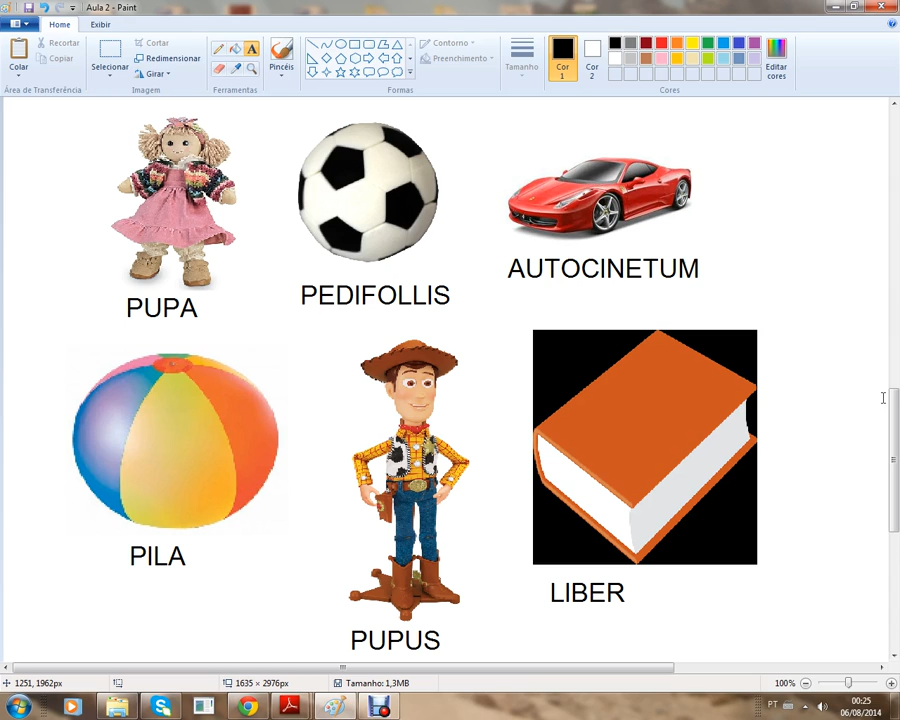 Aula 2 - Paint
Home
Exibir
Colar
Recortar
Copiar
Área de Transferência
Selecionar
Cortar
Redimensionar
Girar
Imagem
A
Ferramentas
Pincéis
Formas
Contorno
Preenchimento
Tamanho
Cor 1
Cor 2
Cores
Editar cores
PUPA
PEDIFOLLIS
AUTOCINETUM
PILA
PUPUS
LIBER
1251, 1962px
1635 × 2976px
Tamanho: 1,3MB
100%
PT
00:25
06/08/2014